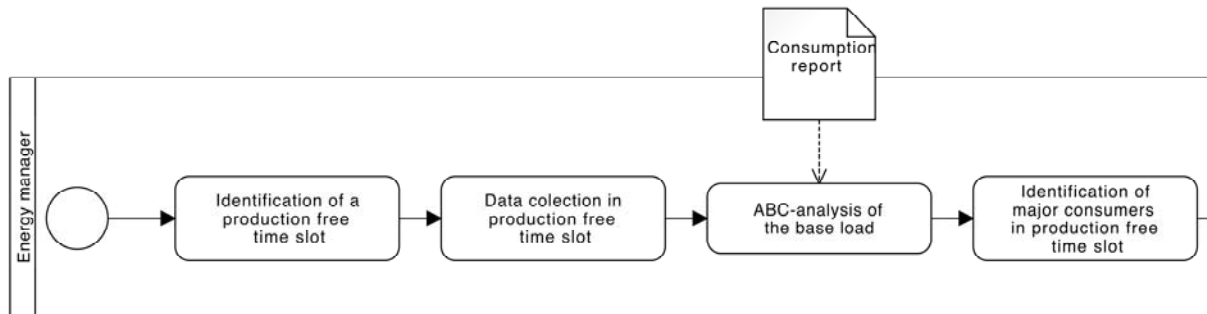 Consumption
report
Energy manager
Identification of a
production free
time slot
Data colection in
production free
time slot
ABC-analysis of
the base load
Identification of
major consumers
in production free
time slot